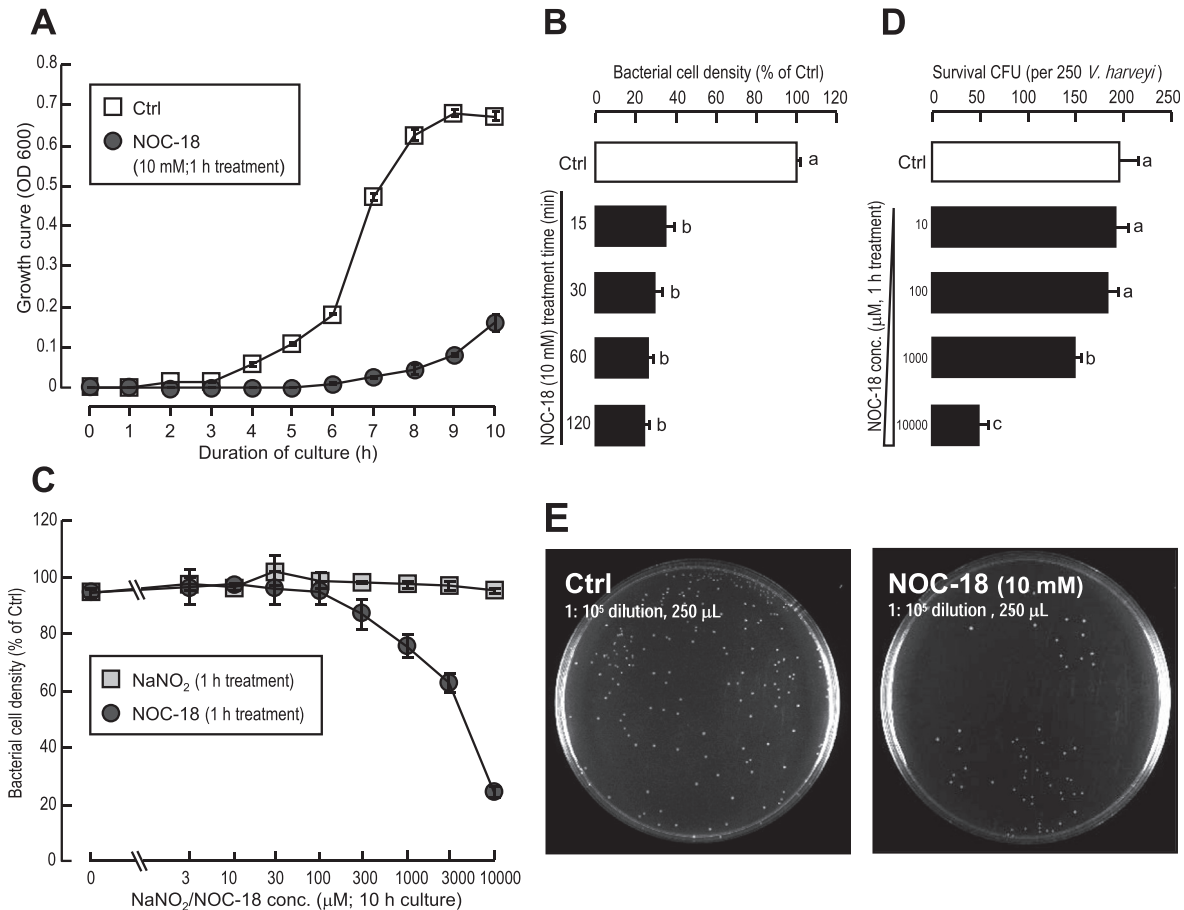 A
Growth curve (OD 600)
0.8
0.7
0.6
0.5
0.4
0.3
0.2
0.1
0
Ctrl
NOC-18
(10 mM;1 h treatment)
0 1 2 3 4 5 6 7 8 9 10
Duration of culture (h)
B
Bacterial cell density (% of Ctrl)
0 20 40 60 80 100 120
Ctrl
a
NOC-18 (10 mM) treatment time (min)
15
b
30
b
60
b
120
b
D
Survival CFU (per 250 V. harveyi)
0 50 100 150 200 250
Ctrl
a
NOC-18 conc. (μM, 1 h treatment)
10
a
100
a
1000
b
10000
c
C
Bacterial cell density (% of Ctrl)
120
100
80
60
40
20
0
NaNO₂ (1 h treatment)
NOC-18 (1 h treatment)
0 3 10 30 100 300 1000 3000 10000
NaNO₂/NOC-18 conc. (μM; 10 h culture)
E
Ctrl
1: 10⁵ dilution, 250 μL
NOC-18 (10 mM)
1: 10⁵ dilution , 250 μL